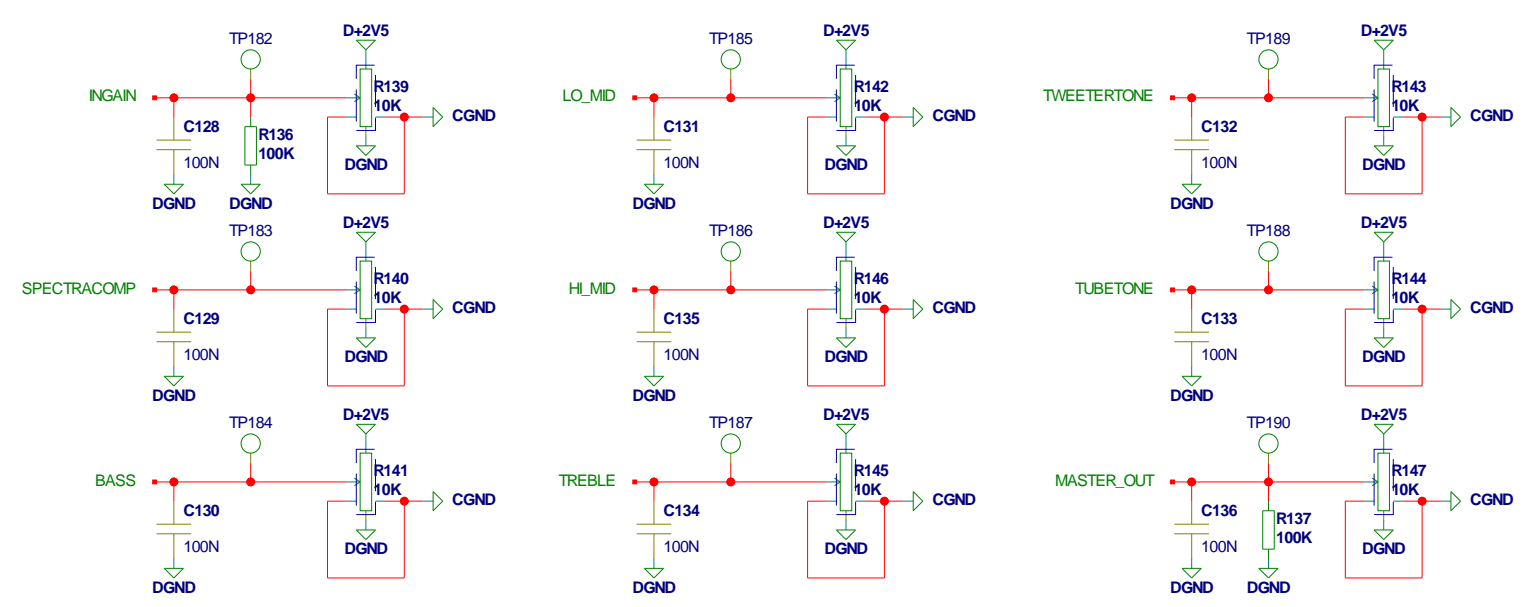 TP182
D+2V5
INGAIN
R139
10K
CGND
C128
100N
R136
100K
DGND
DGND
DGND
TP185
D+2V5
LO_MID
R142
10K
CGND
C131
100N
DGND
DGND
TP189
D+2V5
TWEETERTONE
R143
10K
CGND
C132
100N
DGND
DGND
TP183
D+2V5
SPECTRACOMP
R140
10K
CGND
C129
100N
DGND
DGND
TP186
D+2V5
HI_MID
R146
10K
CGND
C135
100N
DGND
DGND
TP188
D+2V5
TUBETONE
R144
10K
CGND
C133
100N
DGND
DGND
TP184
D+2V5
BASS
R141
10K
CGND
C130
100N
DGND
DGND
TP187
D+2V5
TREBLE
R145
10K
CGND
C134
100N
DGND
DGND
TP190
D+2V5
MASTER_OUT
R147
10K
CGND
C136
100N
R137
100K
DGND
DGND
DGND